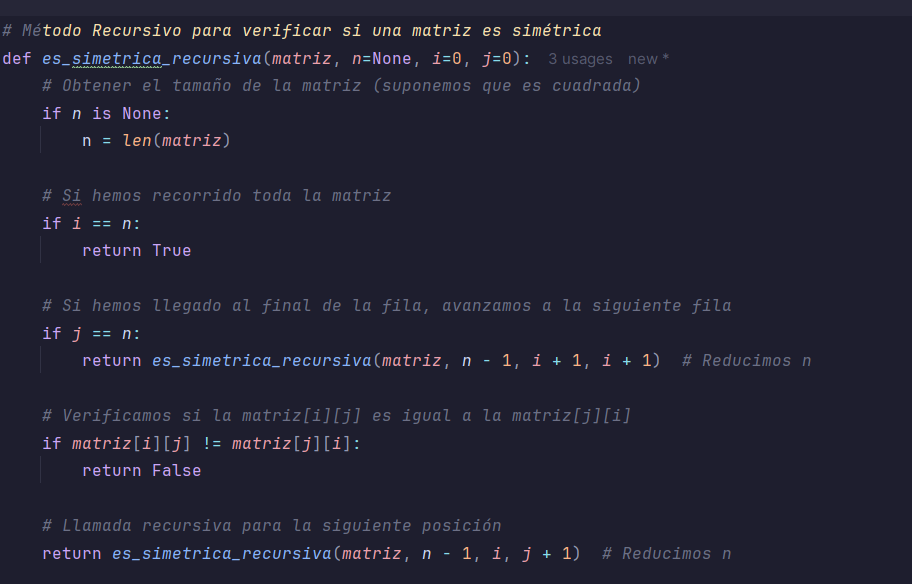 # Método Recursivo para verificar si una matriz es simétrica
def es_simetrica_recursiva(matriz, n=None, i=0, j=0): 3 usages new *
# Obtener el tamaño de la matriz (suponemos que es cuadrada)
if n is None:
n = len(matriz)
# Si hemos recorrido toda la matriz
if i == n:
return True
# Si hemos llegado al final de la fila, avanzamos a la siguiente fila
if j == n:
return es_simetrica_recursiva(matriz, n - 1, i + 1, i + 1) # Reducimos n
# Verificamos si la matriz[i][j] es igual a la matriz[j][i]
if matriz[i][j] != matriz[j][i]:
return False
# Llamada recursiva para la siguiente posición
return es_simetrica_recursiva(matriz, n - 1, i, j + 1) # Reducimos n